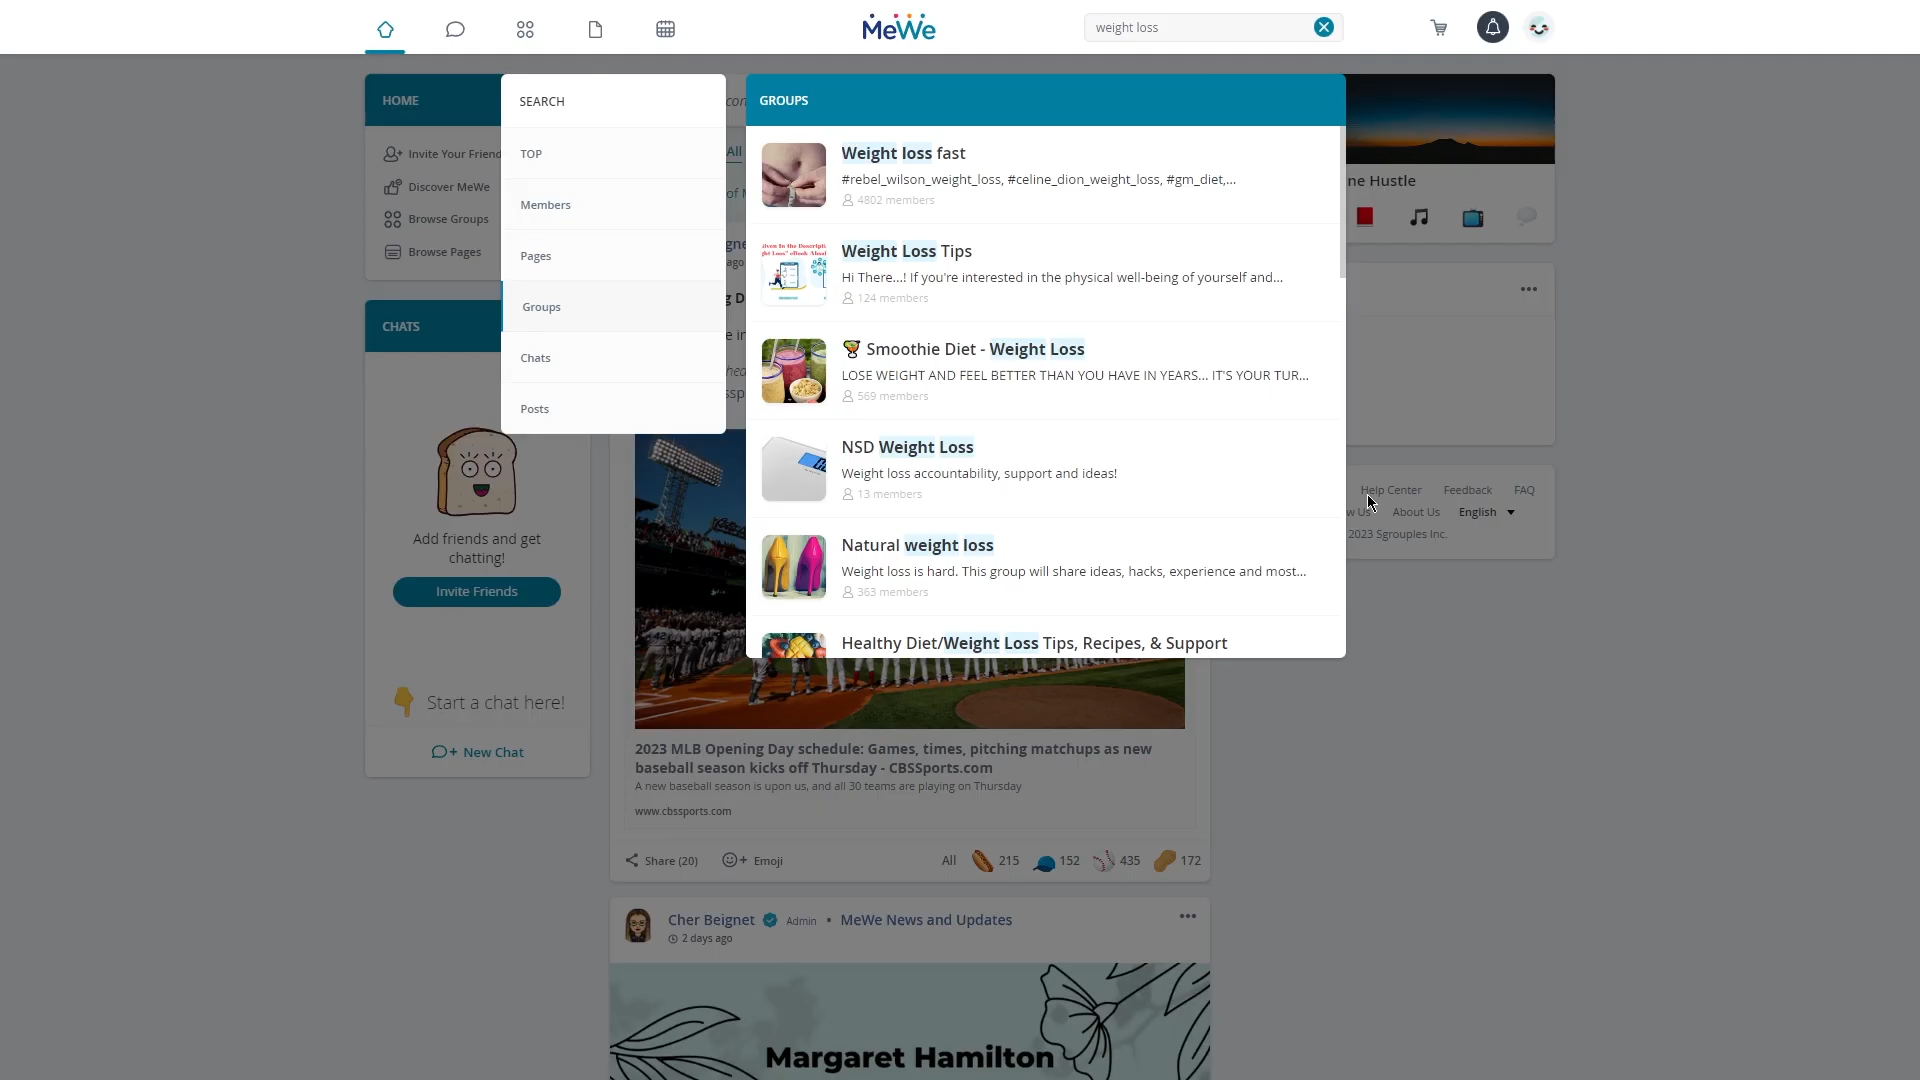 MeWe
weight loss
HOME
SEARCH
GROUPS
Invite Your Friend
TOP
All
Weight loss fast
#rebel_wilson_weight_loss, #celine_dion_weight_loss, #gm_diet,...
4802 members
ne Hustle
Discover MeWe
Members
of M
Browse Groups
Browse Pages
Pages
gne
ago
Weight Loss Tips
Hi There...! If you're interested in the physical well-being of yourself and...
124 members
CHATS
Groups
g D
e in
Chats
Posts
Smoothie Diet - Weight Loss
LOSE WEIGHT AND FEEL BETTER THAN YOU HAVE IN YEARS... IT'S YOUR TUR...
569 members
NSD Weight Loss
Weight loss accountability, support and ideas!
13 members
Help Center Feedback FAQ
w Us About Us English
2023 Sgrouples Inc.
Add friends and get
chatting!
Invite Friends
Natural weight loss
Weight loss is hard. This group will share ideas, hacks, experience and most...
363 members
Healthy Diet/Weight Loss Tips, Recipes, & Support
Start a chat here!
New Chat
2023 MLB Opening Day schedule: Games, times, pitching matchups as new
baseball season kicks off Thursday - CBSSports.com
A new baseball season is upon us, and all 30 teams are playing on Thursday
www.cbssports.com
Share (20) Emoji All 215 152 435 172
Cher Beignet Admin • MeWe News and Updates
2 days ago
Margaret Hamilton